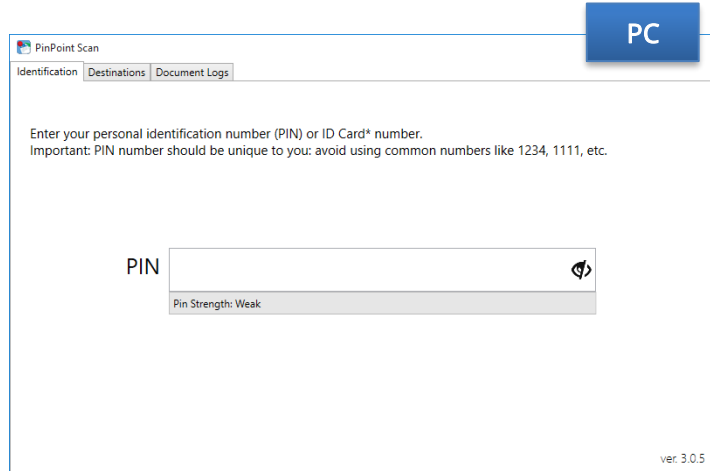 PC
PinPoint Scan
Identification Destinations Document Logs
Enter your personal identification number (PIN) or ID Card* number.
Important: PIN number should be unique to you: avoid using common numbers like 1234, 1111, etc.
PIN
Pin Strength: Weak
ver. 3.0.5